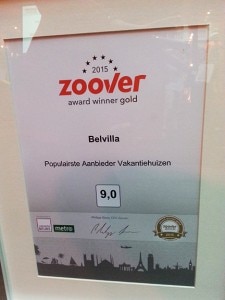 2015
zoover
award winner gold
Belvilla
Populairste Aanbieder Vakantiehuizen
9,0
metro